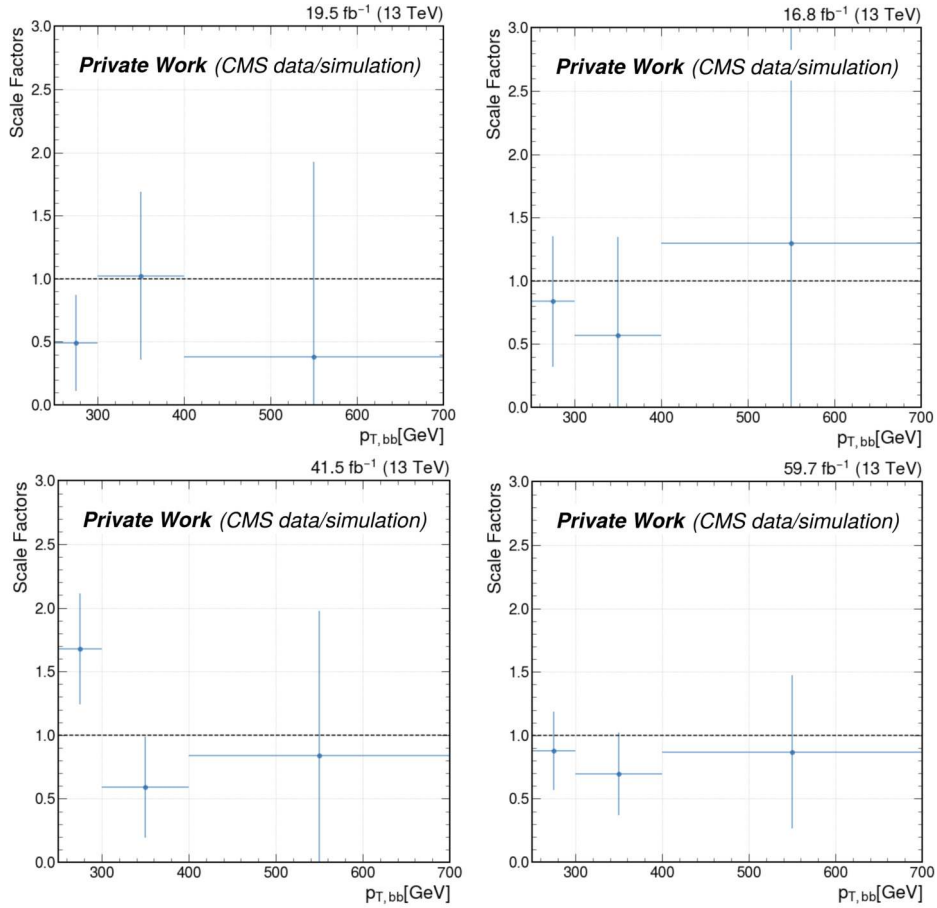 19.5 fb⁻¹ (13 TeV)
Private Work (CMS data/simulation)
Scale Factors
3.0
2.5
2.0
1.5
1.0
0.5
0.0
300 400 500 600 700
pT,bb[GeV]
16.8 fb⁻¹ (13 TeV)
Private Work (CMS data/simulation)
Scale Factors
3.0
2.5
2.0
1.5
1.0
0.5
0.0
300 400 500 600 700
pT,bb[GeV]
41.5 fb⁻¹ (13 TeV)
Private Work (CMS data/simulation)
Scale Factors
3.0
2.5
2.0
1.5
1.0
0.5
0.0
300 400 500 600 700
pT,bb[GeV]
59.7 fb⁻¹ (13 TeV)
Private Work (CMS data/simulation)
Scale Factors
3.0
2.5
2.0
1.5
1.0
0.5
0.0
300 400 500 600 700
pT,bb[GeV]